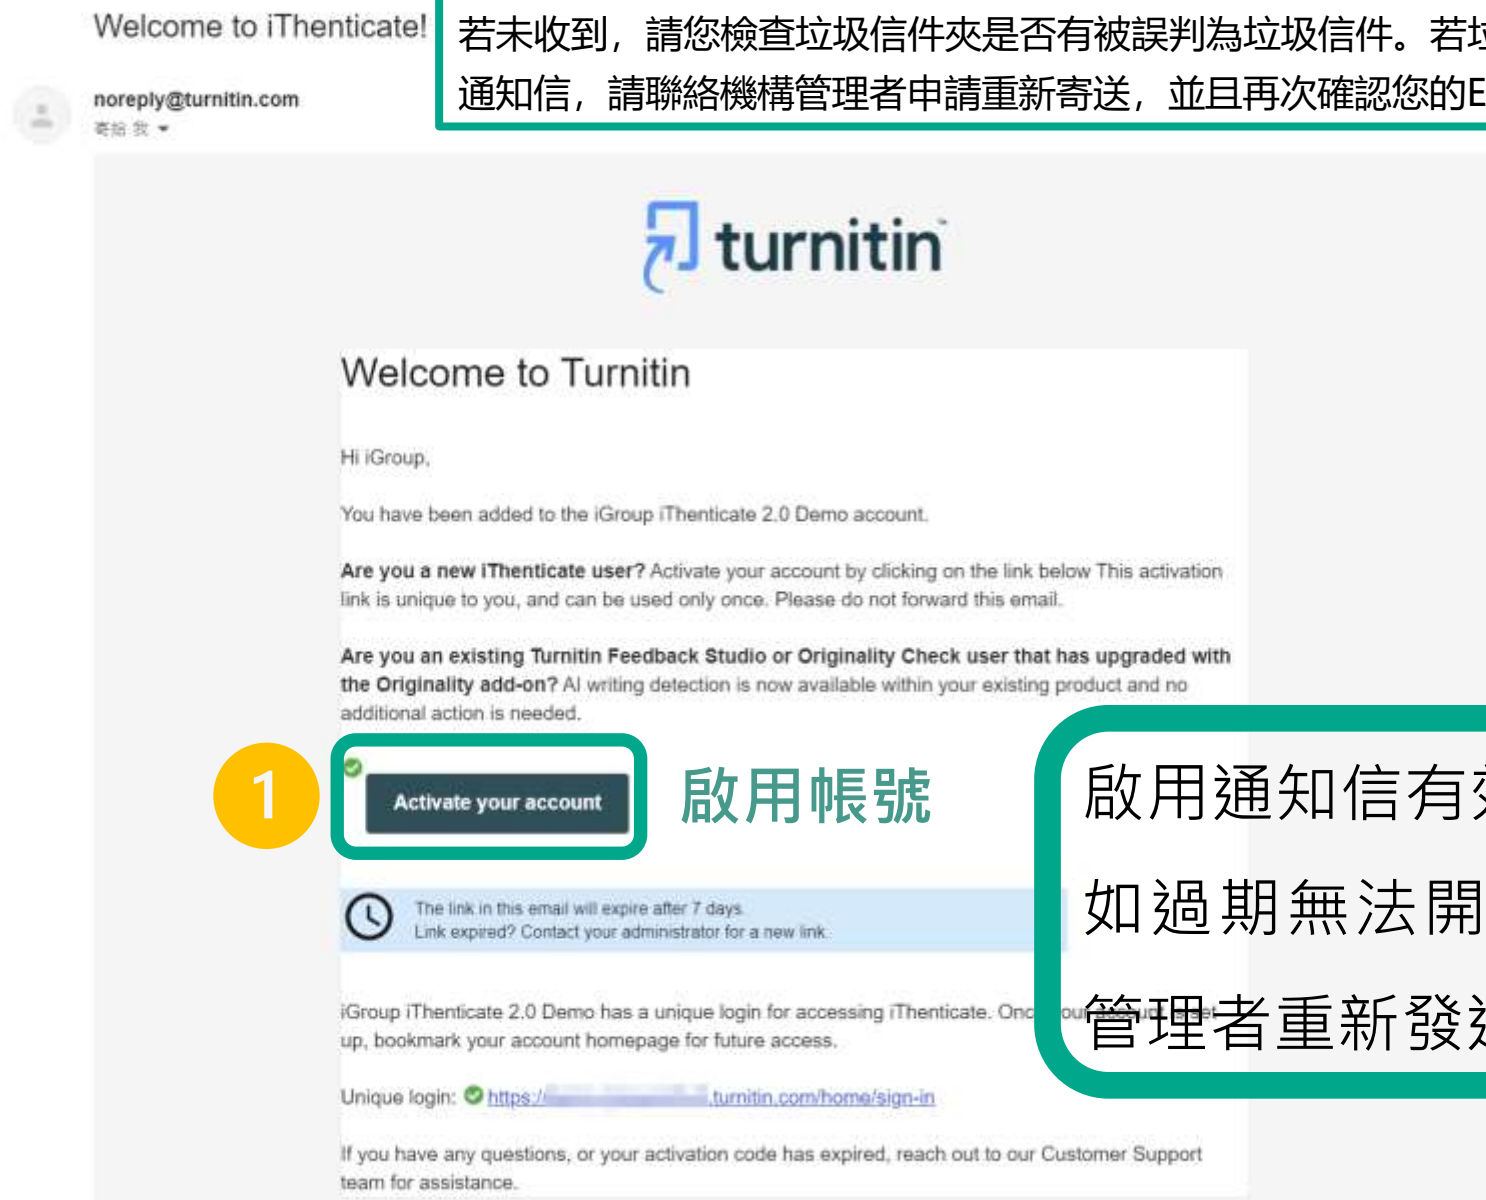 Welcome to iThenticate!
若未收到，請您檢查垃圾信件夾是否有被誤判為垃圾信件。若
通知信，請聯絡機構管理者申請重新寄送，並且再次確認您的E
noreply@turnitin.com
寄給 我
turnitin
Welcome to Turnitin
Hi iGroup,
You have been added to the iGroup iThenticate 2.0 Demo account.
Are you a new iThenticate user? Activate your account by clicking on the link below This activation
link is unique to you, and can be used only once. Please do not forward this email.
Are you an existing Turnitin Feedback Studio or Originality Check user that has upgraded with
the Originality add-on? AI writing detection is now available within your existing product and no
additional action is needed.
1
Activate your account
啟用帳號
啟用通知信有
如過期無法開
管理者重新發
The link in this email will expire after 7 days.
Link expired? Contact your administrator for a new link.
iGroup iThenticate 2.0 Demo has a unique login for accessing iThenticate. Once your account is set
up, bookmark your account homepage for future access.
Unique login: https:// .turnitin.com/home/sign-in
If you have any questions, or your activation code has expired, reach out to our Customer Support
team for assistance.